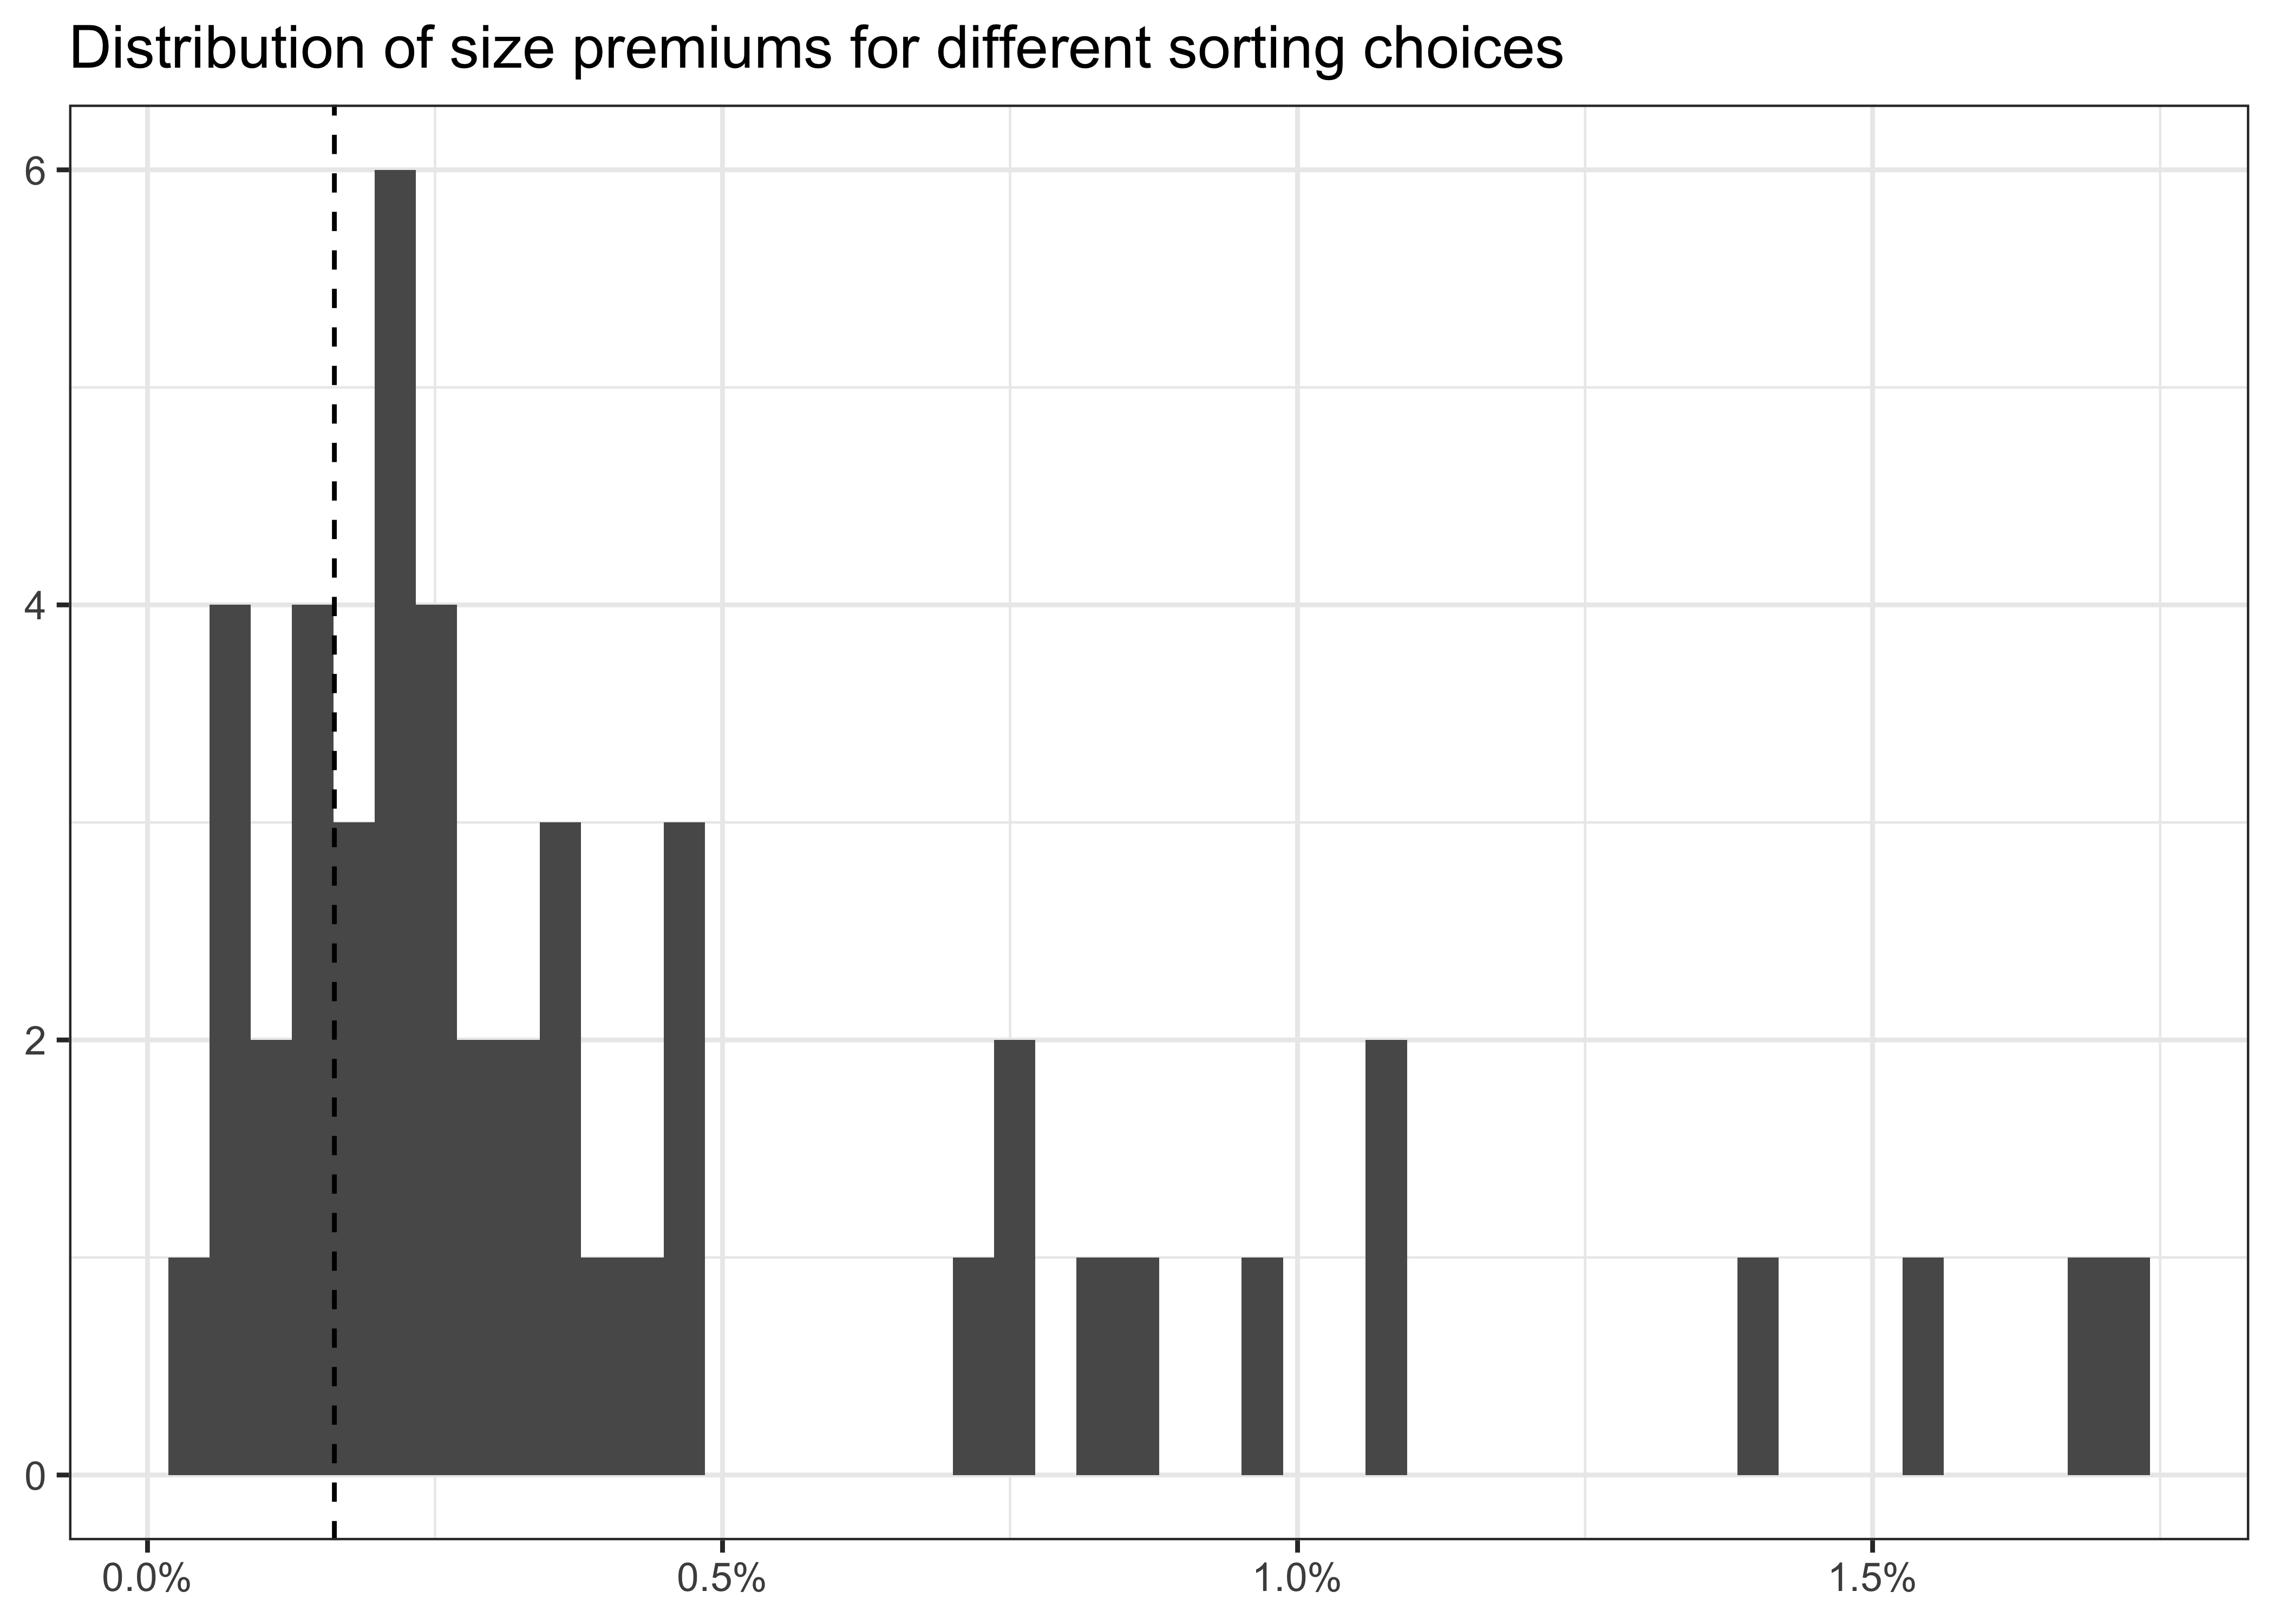 Distribution of size premiums for different sorting choices
6
4
2
0
0.0% 0.5% 1.0% 1.5%